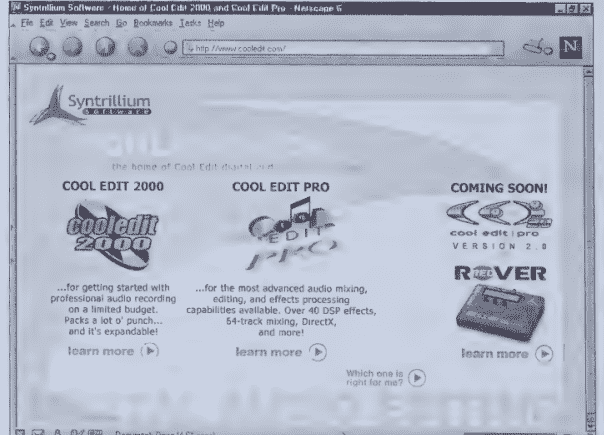 Syntrillium Software - Home of Cool Edit 2000 and Cool Edit Pro - Netscape 6
File Edit View Search Go Bookmarks Tasks Help
http://www.cooledit.com/
N
Syntrillium
software
the home of Cool Edit
COOL EDIT 2000
cooledit
2000
...for getting started with
professional audio recording
on a limited budget.
Packs a lot o' punch...
and it's expandable!
learn more
COOL EDIT PRO
COOL
EDIT
PRO
...for the most advanced audio mixing,
editing, and effects processing
capabilities available. Over 40 DSP effects,
64-track mixing, DirectX,
and more!
learn more
COMING SOON!
cool edit pro
VERSION 2.0
RED ROVER
learn more
Which one is
right for me?